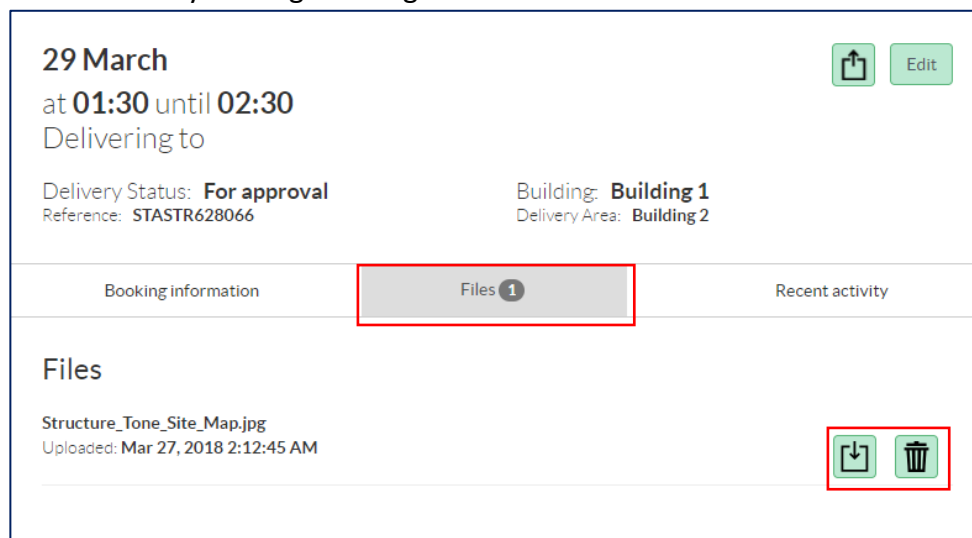 29 March
Edit
at 01:30 until 02:30
Delivering to
Delivery Status: For approval
Building: Building 1
Reference: STASTR628066
Delivery Area: Building 2
Booking information
Files 1
Recent activity
Files
Structure_Tone_Site_Map.jpg
Uploaded: Mar 27, 2018 2:12:45 AM